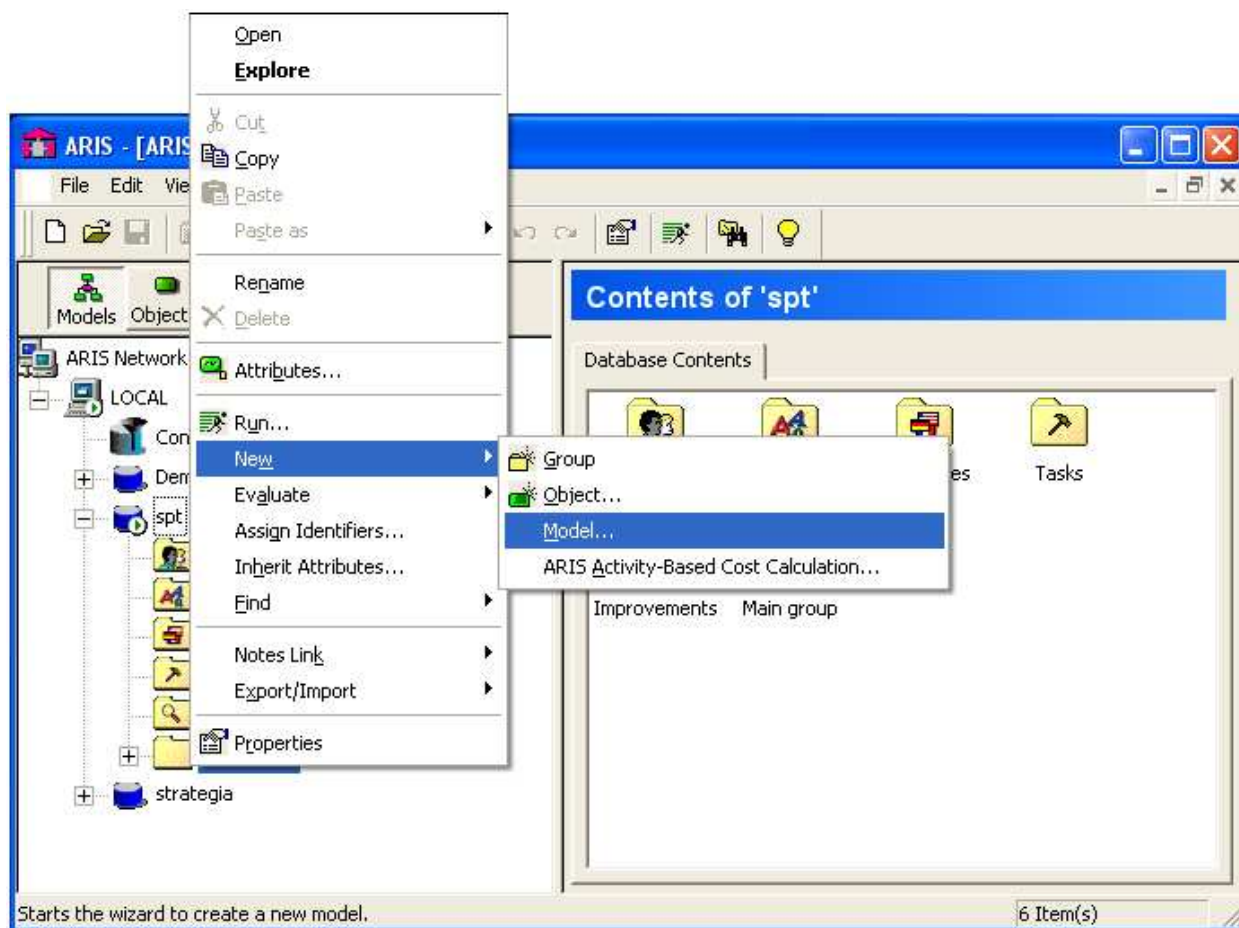 Open
Explore
Cut
Copy
Paste
Paste as
Rename
Delete
Attributes...
Run...
New
Evaluate
Assign Identifiers...
Inherit Attributes...
Find
Notes Link
Export/Import
Properties
Group
Object...
Model...
ARIS Activity-Based Cost Calculation...
ARIS - [ARIS
File Edit Vie
Models Object
ARIS Network
LOCAL
Con
Dem
spt
strategia
Contents of 'spt'
Database Contents
es Tasks
Improvements Main group
Starts the wizard to create a new model. 6 Item(s)